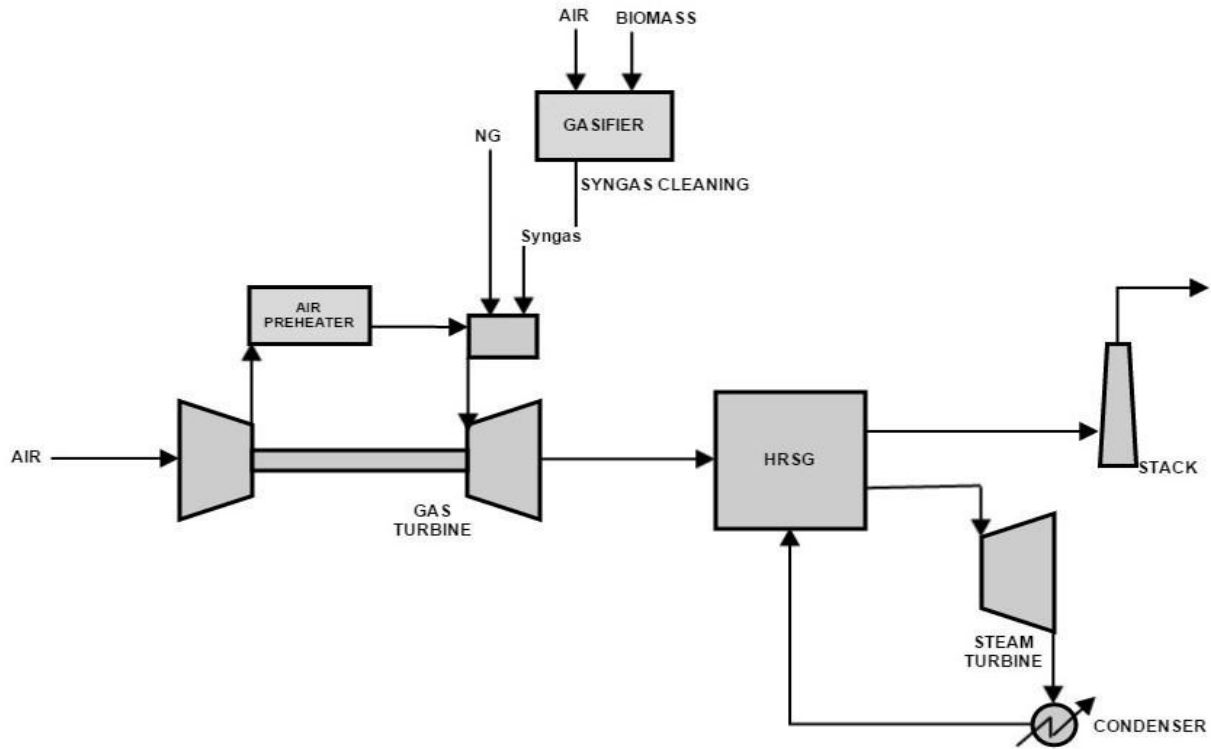 AIR
BIOMASS
GASIFIER
NG
SYNGAS CLEANING
Syngas
AIR
PREHEATER
AIR
GAS
TURBINE
HRSG
STACK
STEAM
TURBINE
CONDENSER